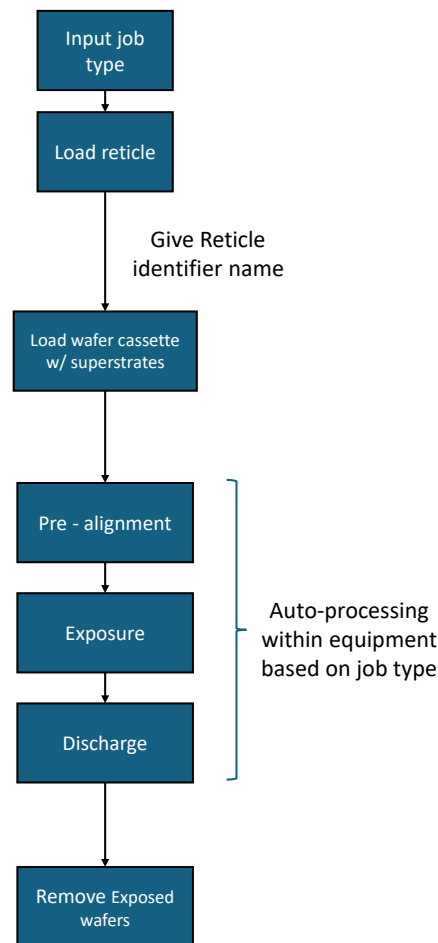 Input job
type
Load reticle
Give Reticle
identifier name
Load wafer cassette
w/ superstrates
Pre - alignment
Exposure
Auto-processing
within equipment
based on job type
Discharge
Remove Exposed
wafers